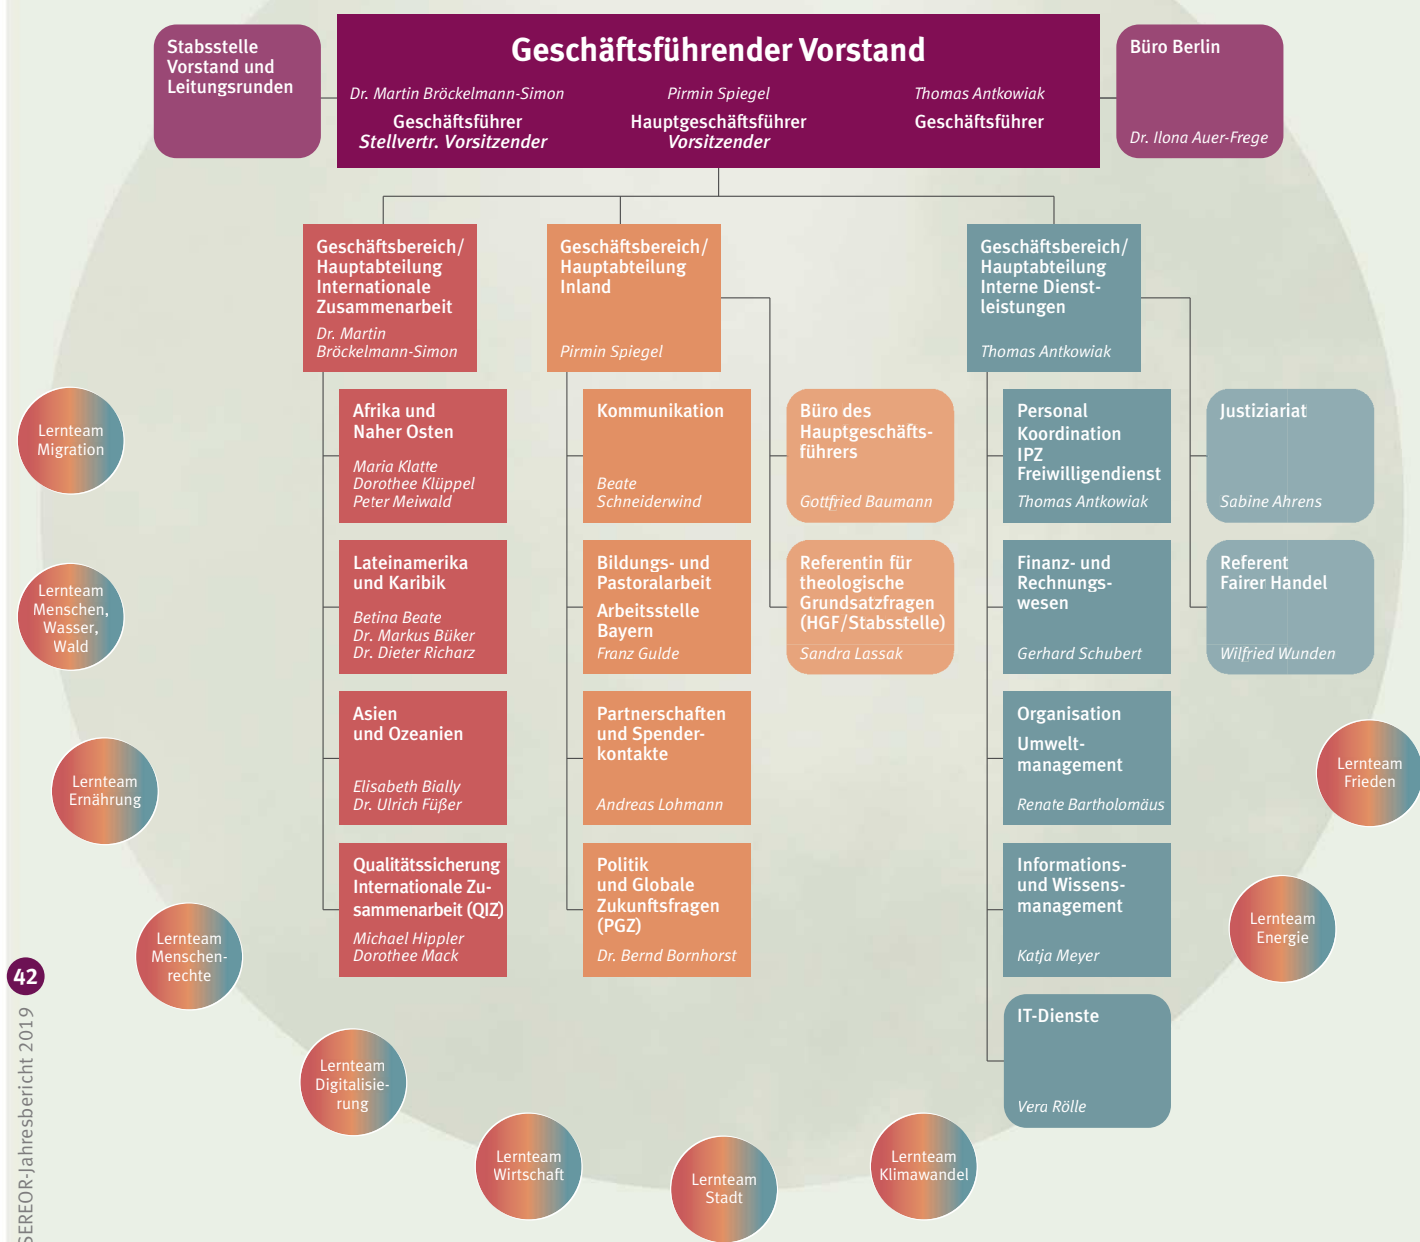 Stabsstelle
Vorstand und
Leitungsrunden
Geschäftsführender Vorstand
Dr. Martin Bröckelmann-Simon
Geschäftsführer
Stellvertr. Vorsitzender
Pirmin Spiegel
Hauptgeschäftsführer
Vorsitzender
Thomas Antkowiak
Geschäftsführer
Büro Berlin
Dr. Ilona Auer-Frege
Geschäftsbereich/
Hauptabteilung
Internationale
Zusammenarbeit
Dr. Martin
Bröckelmann-Simon
Afrika und
Naher Osten
Maria Klatte
Dorothee Klüppel
Peter Meiwald
Lateinamerika
und Karibik
Betina Beate
Dr. Markus Büker
Dr. Dieter Richarz
Asien
und Ozeanien
Elisabeth Bially
Dr. Ulrich Füßer
Qualitätssicherung
Internationale Zu-
sammenarbeit (QIZ)
Michael Hippler
Dorothee Mack
Geschäftsbereich/
Hauptabteilung
Inland
Pirmin Spiegel
Kommunikation
Beate
Schneiderwind
Bildungs- und
Pastoralarbeit
Arbeitsstelle
Bayern
Franz Gulde
Partnerschaften
und Spender-
kontakte
Andreas Lohmann
Politik
und Globale
Zukunftsfragen
(PGZ)
Dr. Bernd Bornhorst
Büro des
Hauptgeschäfts-
führers
Gottfried Baumann
Referentin für
theologische
Grundsatzfragen
(HGF/Stabsstelle)
Sandra Lassak
Geschäftsbereich/
Hauptabteilung
Interne Dienst-
leistungen
Thomas Antkowiak
Personal
Koordination
IPZ
Freiwilligendienst
Thomas Antkowiak
Finanz- und
Rechnungs-
wesen
Gerhard Schubert
Organisation
Umwelt-
management
Renate Bartholomäus
Informations-
und Wissens-
management
Katja Meyer
IT-Dienste
Vera Rölle
Justiziariat
Sabine Ahrens
Referent
Fairer Handel
Wilfried Wunden
Lernteam
Migration
Lernteam
Menschen,
Wasser,
Wald
Lernteam
Ernährung
Lernteam
Menschen-
rechte
Lernteam
Digitalisie-
rung
Lernteam
Wirtschaft
Lernteam
Stadt
Lernteam
Klimawandel
Lernteam
Energie
Lernteam
Frieden
42
SEREOR-Jahresbericht 2019